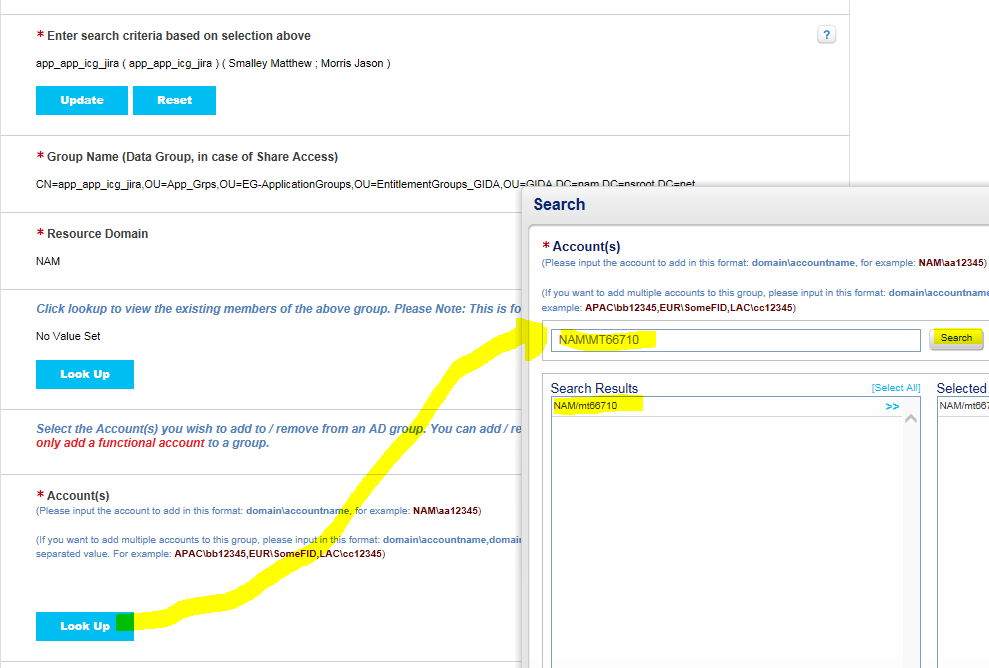 * Enter search criteria based on selection above
?
app_app_icg_jira ( app_app_icg_jira ) ( Smalley Matthew ; Morris Jason )
Update Reset
* Group Name (Data Group, in case of Share Access)
CN=app_app_icg_jira,OU=App_Grps,OU=EG-ApplicationGroups,OU=EntitlementGroups_GIDA,OU=GIDA,DC=nam,DC=nsroot,DC=net
* Resource Domain
NAM
Click lookup to view the existing members of the above group. Please Note: This is fo
No Value Set
Look Up
Select the Account(s) you wish to add to / remove from an AD group. You can add / re
only add a functional account to a group.
* Account(s)
(Please input the account to add in this format: domain\accountname, for example: NAM\aa12345)
(If you want to add multiple accounts to this group, please input in this format: domain\accountname,domain
separated value. For example: APAC\bb12345,EUR\SomeFID,LAC\cc12345)
Look Up
Search
* Account(s)
(Please input the account to add in this format: domain\accountname, for example: NAM\aa12345)
(If you want to add multiple accounts to this group, please input in this format: domain\accountname
example: APAC\bb12345,EUR\SomeFID,LAC\cc12345)
NAM\MT66710
Search
Search Results [Select All]
NAM/mt66710 >>
Selected
NAM/mt667